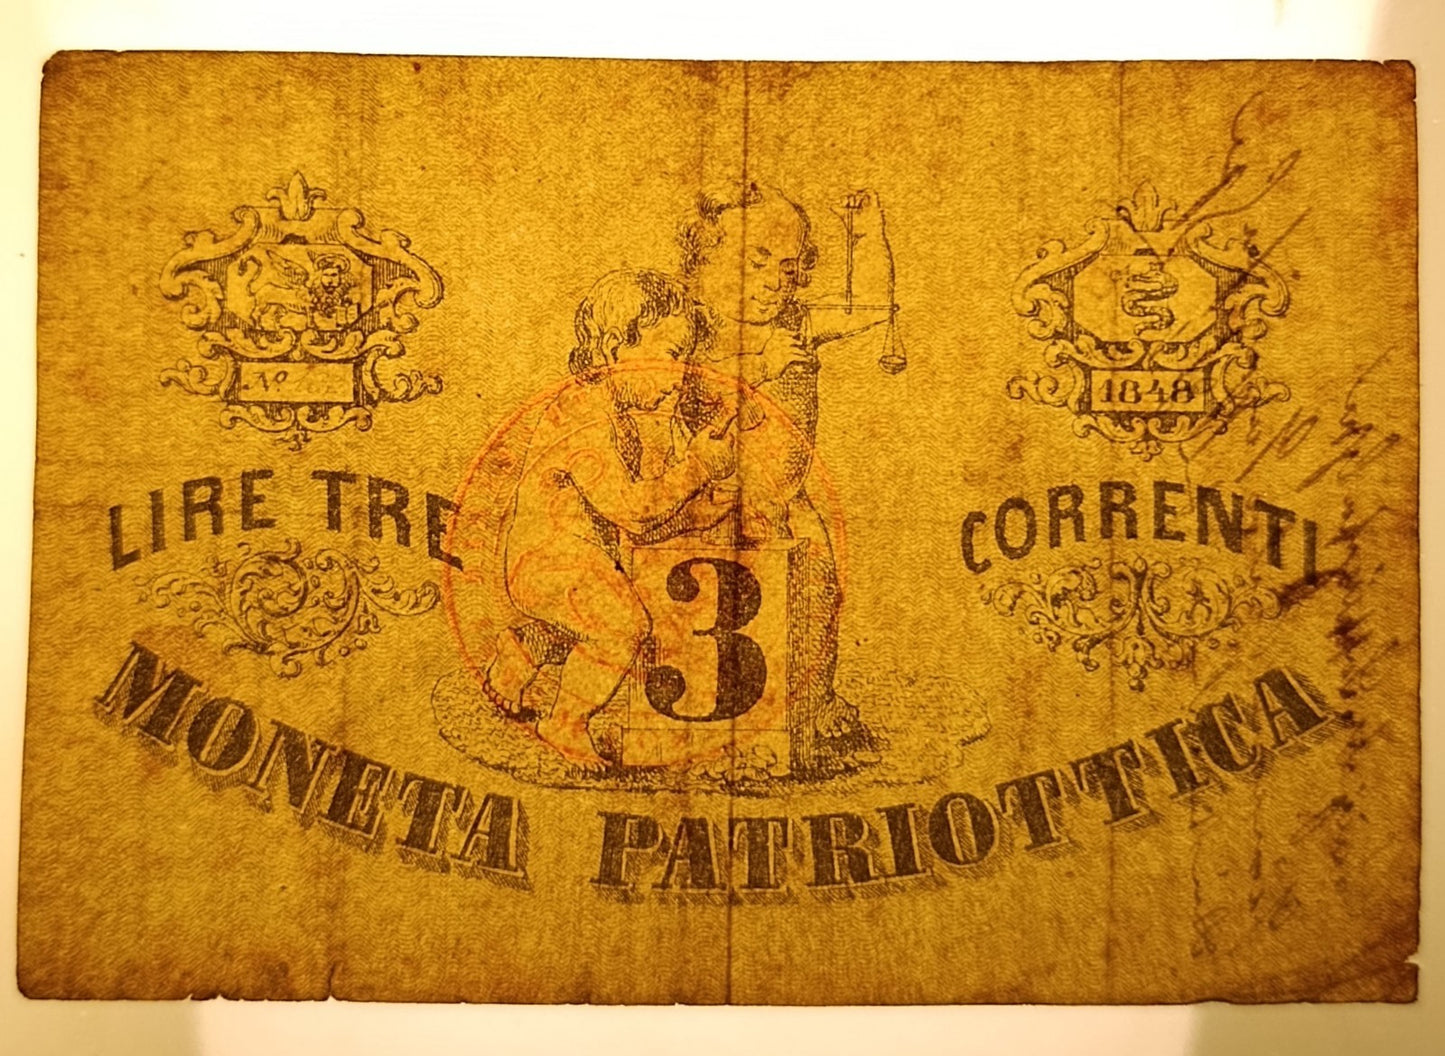 Nº
1848
LIRE TRE
CORRENTI
3
MONETA PATRIOTTICA